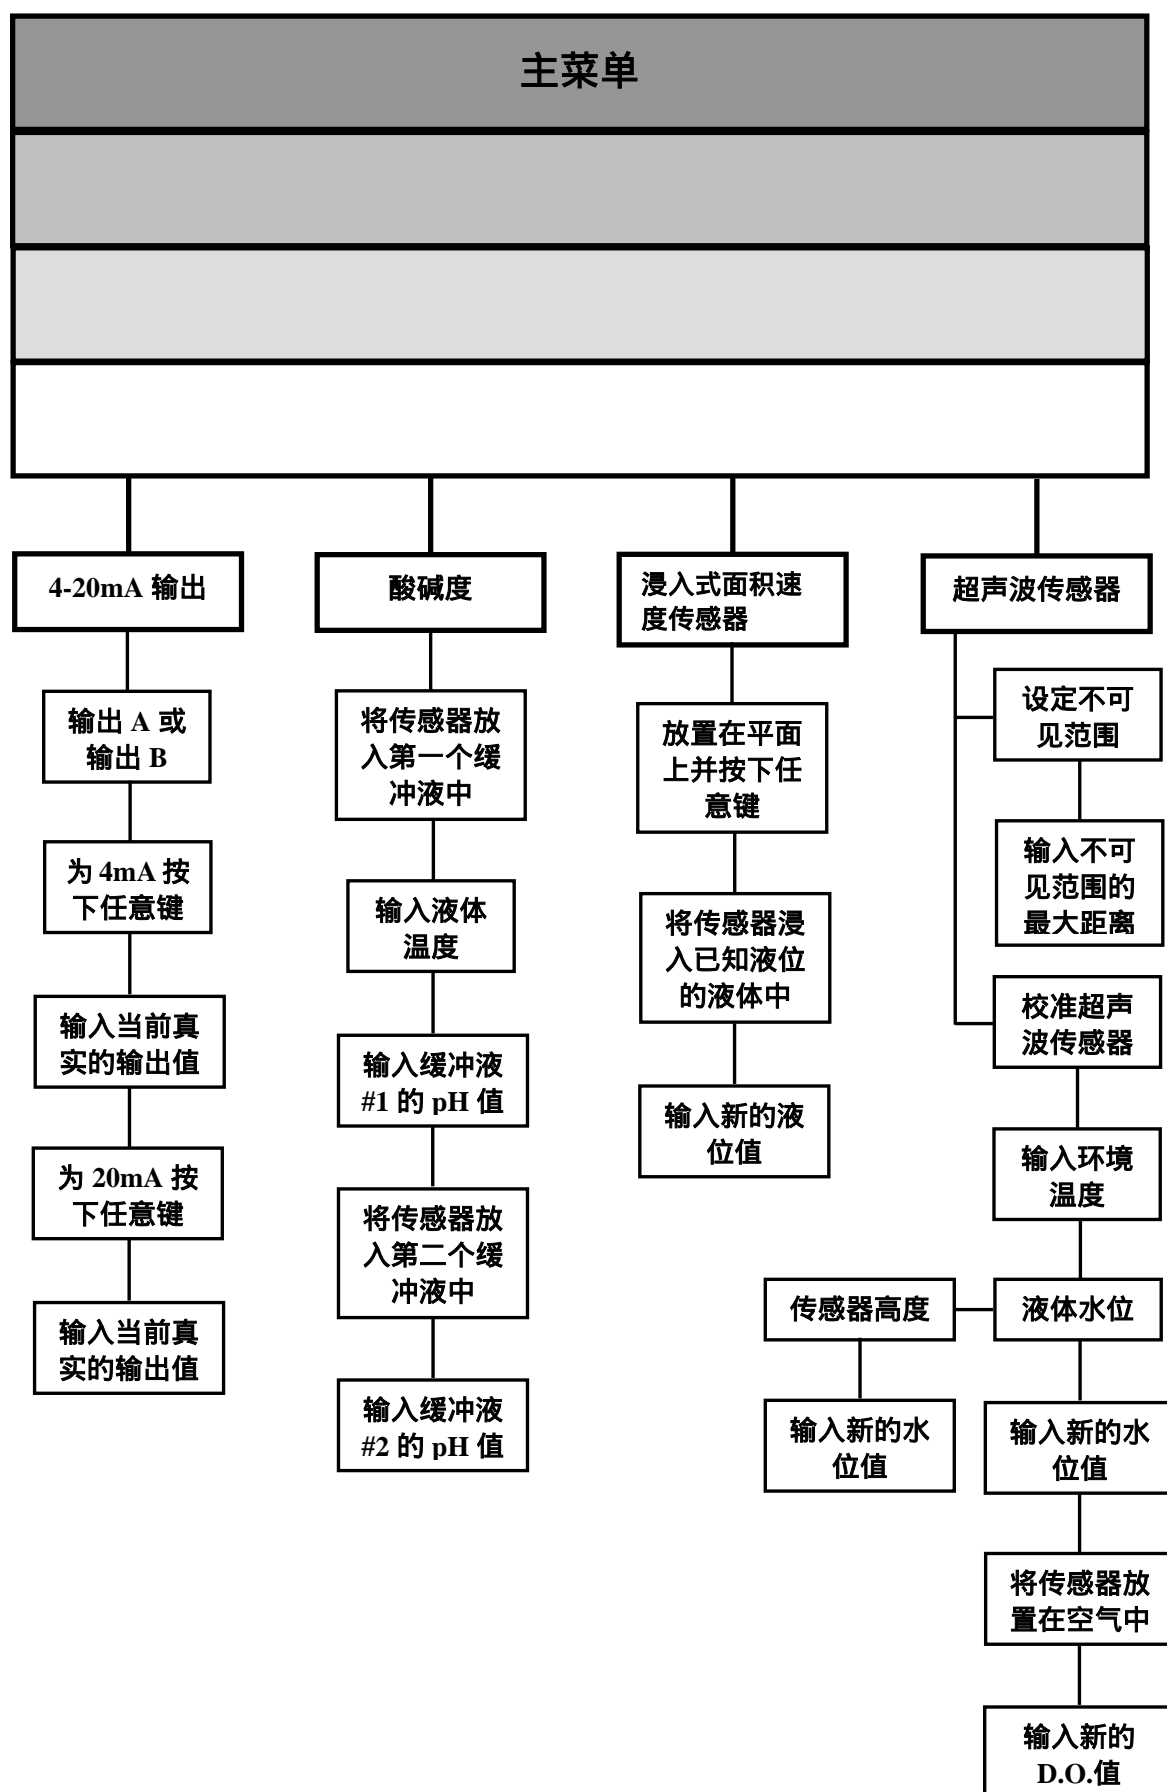 主菜单
4-20mA 输出
输出 A 或
输出 B
为 4mA 按
下任意键
输入当前真
实的输出值
为 20mA 按
下任意键
输入当前真
实的输出值
酸碱度
将传感器放
入第一个缓
冲液中
输入液体
温度
输入缓冲液
#1 的 pH 值
将传感器放
入第二个缓
冲液中
输入缓冲液
#2 的 pH 值
浸入式面积速
度传感器
放置在平面
上并按下任
意键
将传感器浸
入已知液位
的液体中
输入新的液
位值
超声波传感器
设定不可
见范围
输入不可
见范围的
最大距离
校准超声
波传感器
输入环境
温度
传感器高度
液体水位
输入新的水
位值
输入新的水
位值
将传感器放
置在空气中
输入新的
D.O.值